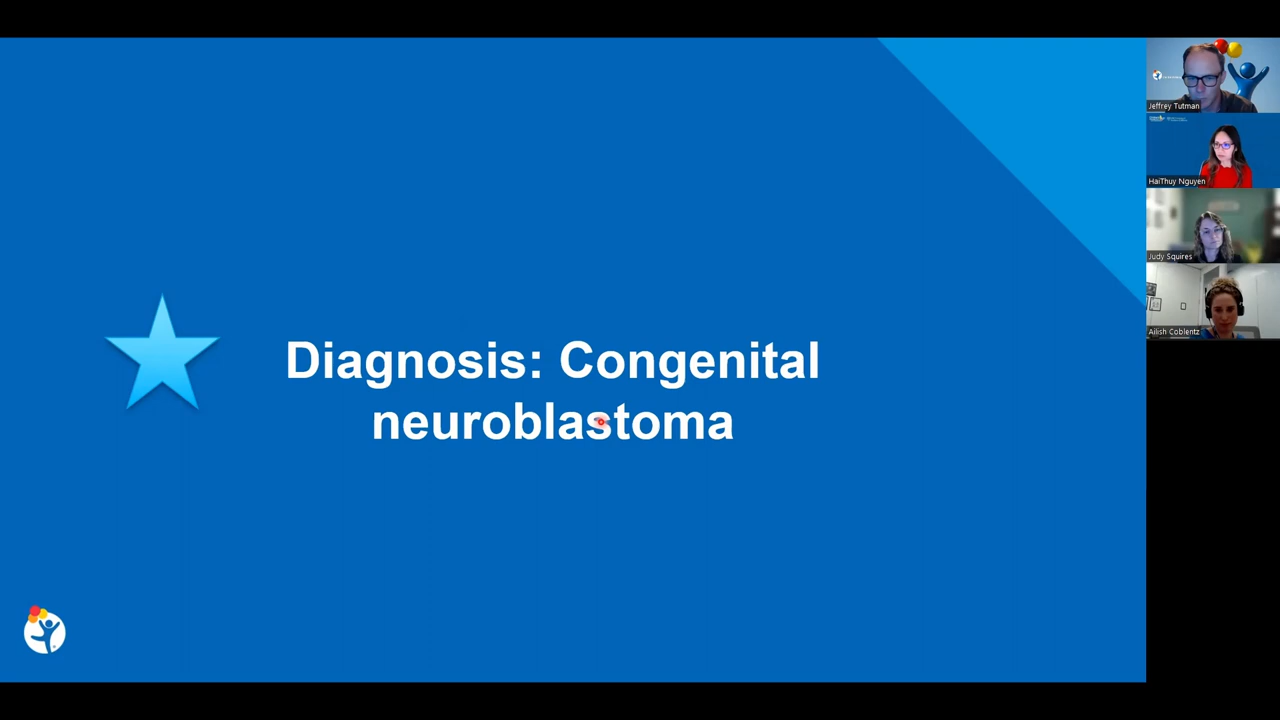 Diagnosis: Congenital
neuroblastoma
Jeffrey Tutman
HaiThuy Nguyen
Judy Squires
Ailish Coblentz